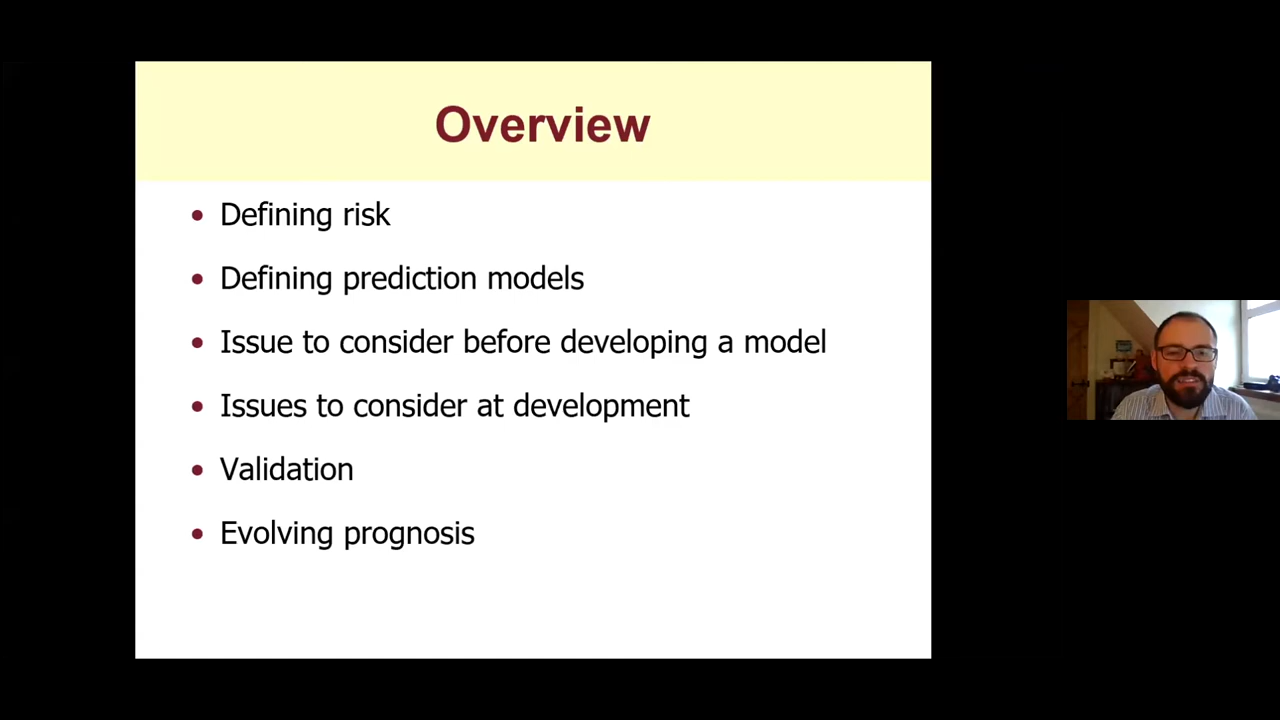 Overview
• Defining risk
• Defining prediction models
• Issue to consider before developing a model
• Issues to consider at development
• Validation
• Evolving prognosis